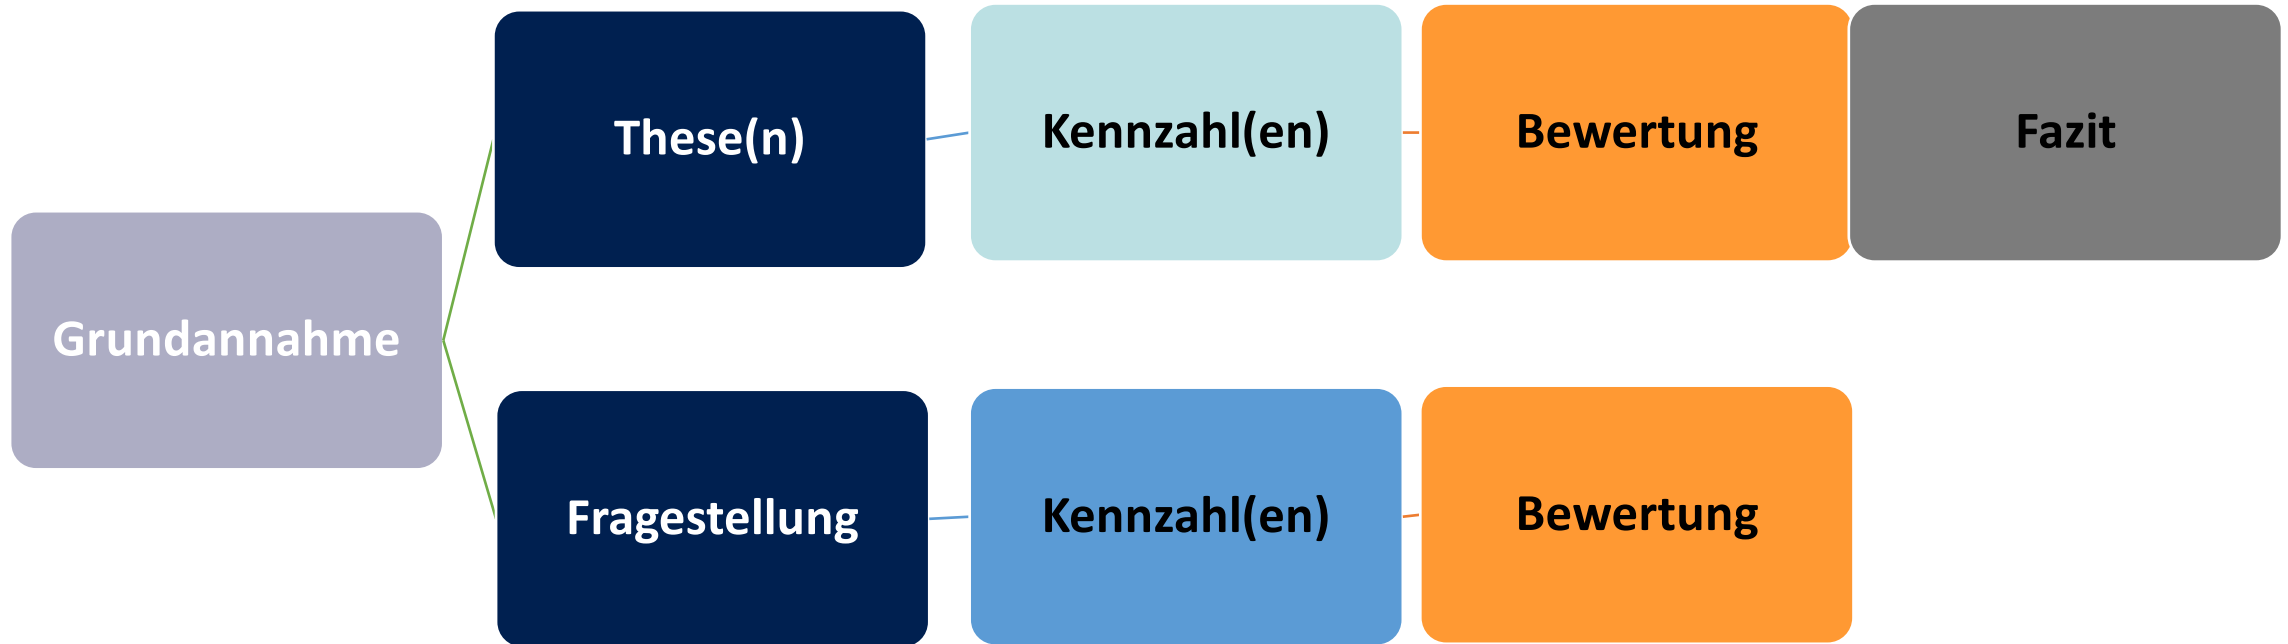 These(n)
Kennzahl(en)
Bewertung
Fazit
Grundannahme
Fragestellung
Kennzahl(en)
Bewertung